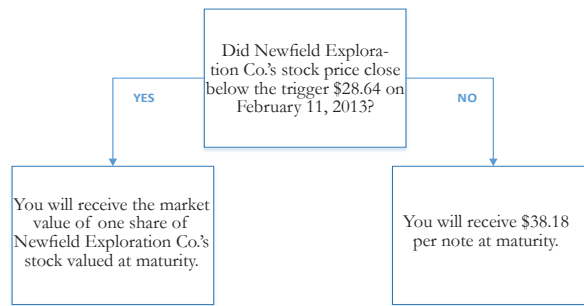 Did Newfield Explora-
tion Co.'s stock price close
below the trigger $28.64 on
February 11, 2013?
YES
NO
You will receive the market
value of one share of
Newfield Exploration Co.'s
stock valued at maturity.
You will receive $38.18
per note at maturity.